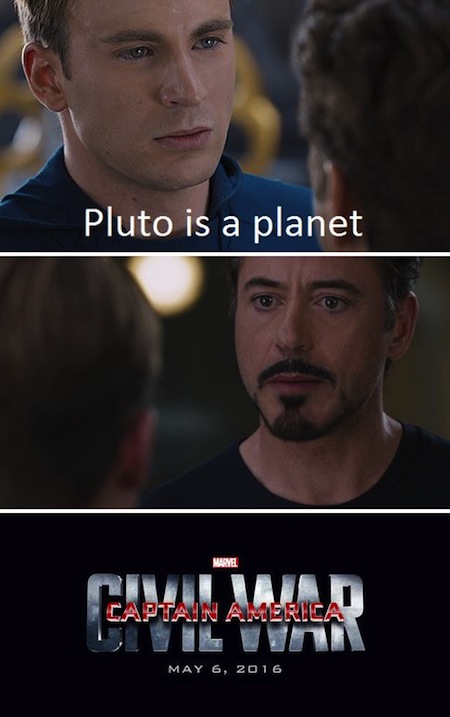 Pluto is a planet
MARVEL
CIVIL WAR
CAPTAIN AMERICA
MAY 6, 2016